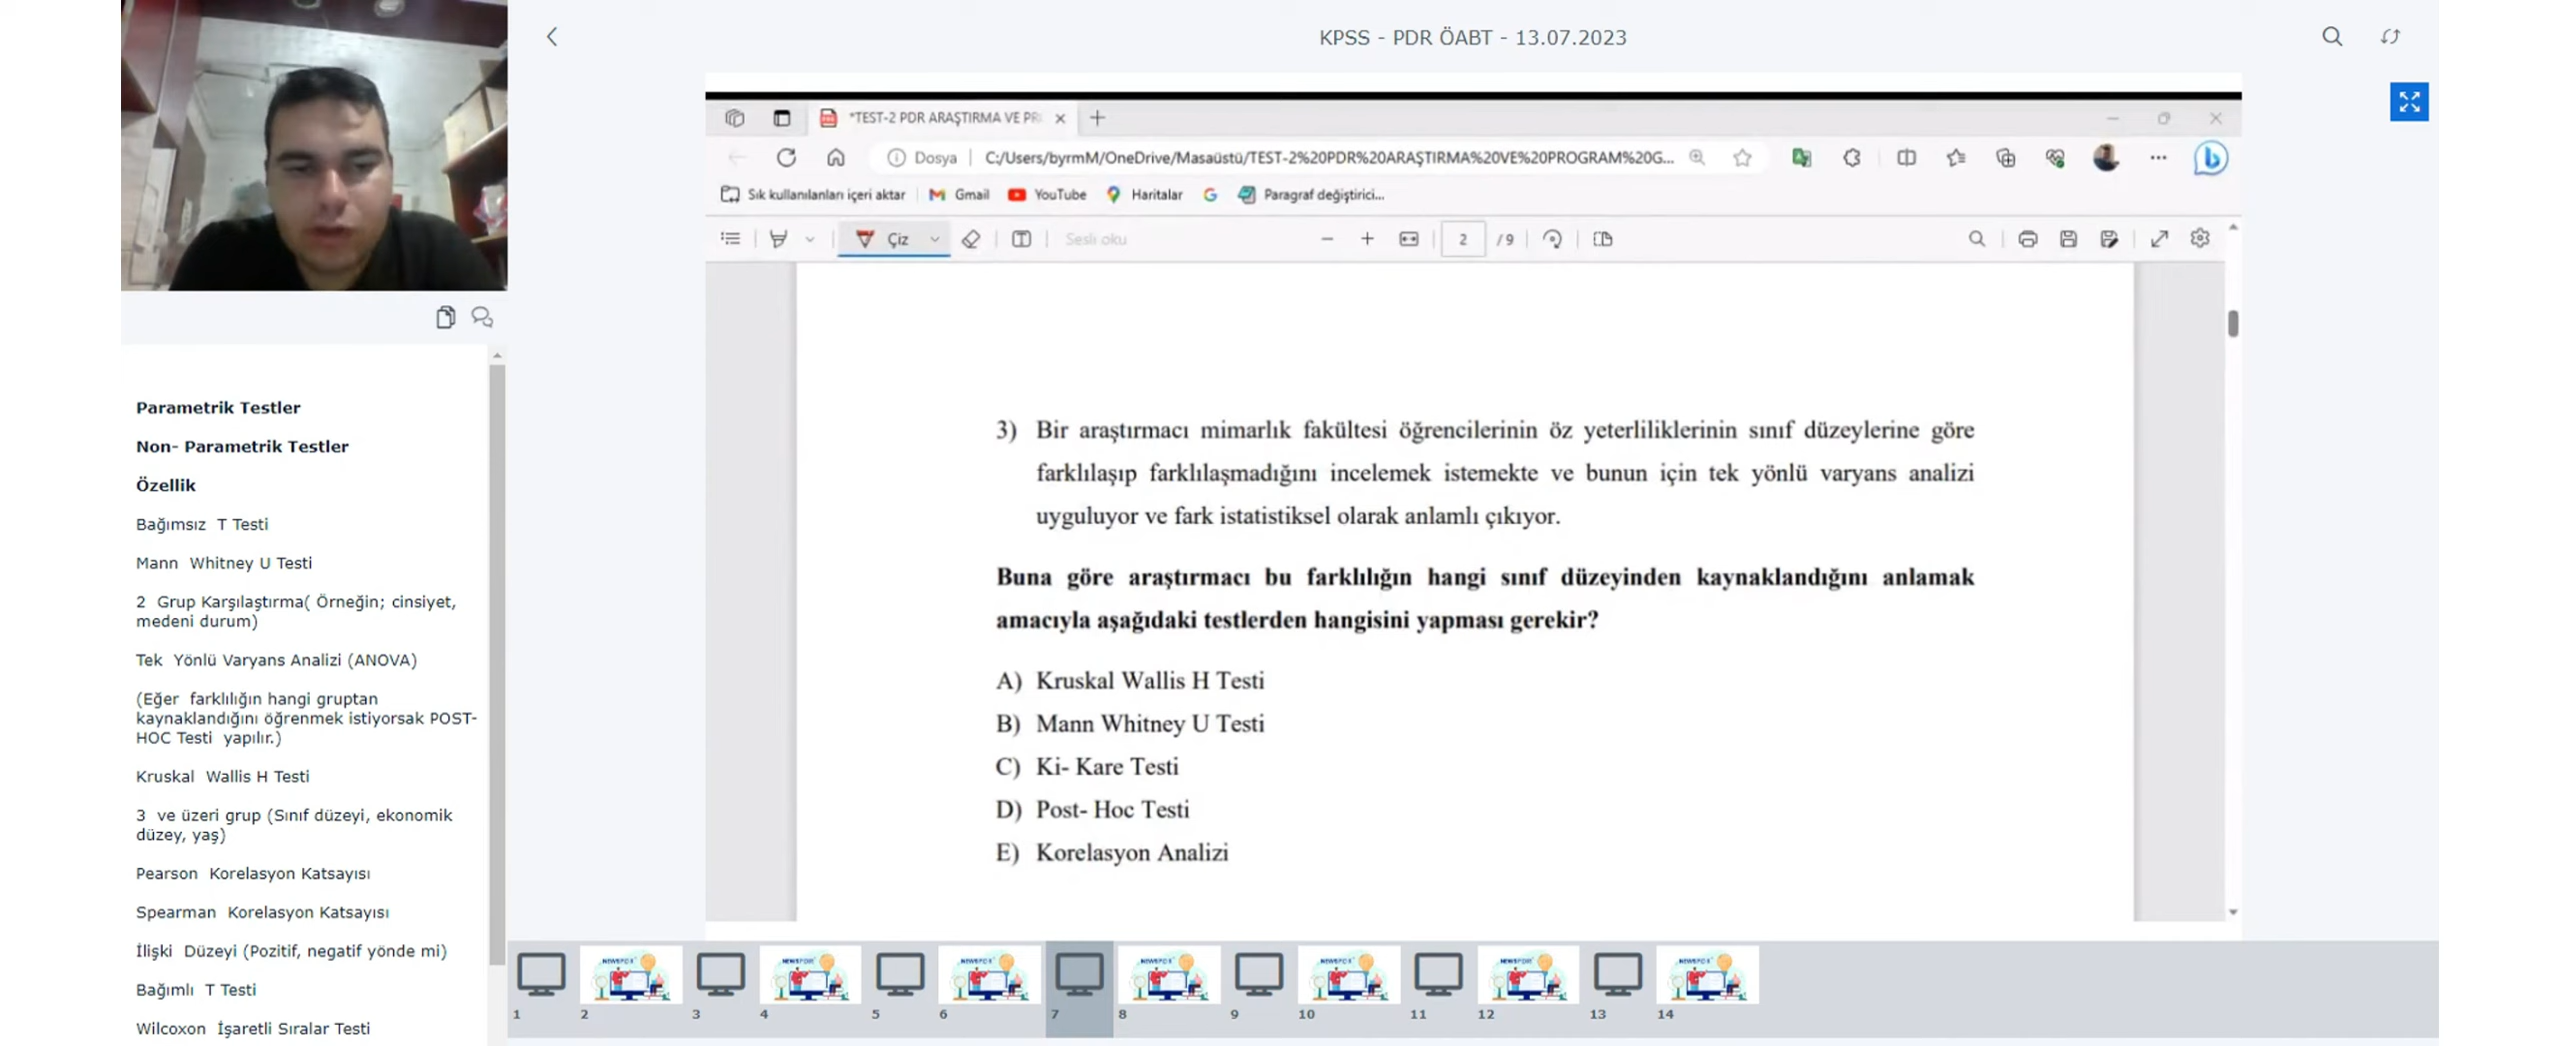 KPSS - PDR ÖABT - 13.07.2023
*TEST-2 PDR ARAŞTIRMA VE PR
Dosya
C:/Users/byrmM/OneDrive/Masaüstü/TEST-2%20PDR%20ARAŞTIRMA%20VE%20PROGRAM%20G...
Sık kullanılanları içeri aktar
Gmail
YouTube
Haritalar
Paragraf değiştirici...
Çiz
Sesli oku
2 /9
Parametrik Testler
Non- Parametrik Testler
Özellik
Bağımsız T Testi
Mann Whitney U Testi
2 Grup Karşılaştırma( Örneğin; cinsiyet,
medeni durum)
Tek Yönlü Varyans Analizi (ANOVA)
(Eğer farklılığın hangi gruptan
kaynaklandığını öğrenmek istiyorsak POST-
HOC Testi yapılır.)
Kruskal Wallis H Testi
3 ve üzeri grup (Sınıf düzeyi, ekonomik
düzey, yaş)
Pearson Korelasyon Katsayısı
Spearman Korelasyon Katsayısı
İlişki Düzeyi (Pozitif, negatif yönde mi)
Bağımlı T Testi
Wilcoxon İşaretli Sıralar Testi
3) Bir araştırmacı mimarlık fakültesi öğrencilerinin öz yeterliliklerinin sınıf düzeylerine göre
farklılaşıp farklılaşmadığını incelemek istemekte ve bunun için tek yönlü varyans analizi
uyguluyor ve fark istatistiksel olarak anlamlı çıkıyor.
Buna göre araştırmacı bu farklılığın hangi sınıf düzeyinden kaynaklandığını anlamak
amacıyla aşağıdaki testlerden hangisini yapması gerekir?
A) Kruskal Wallis H Testi
B) Mann Whitney U Testi
C) Ki- Kare Testi
D) Post- Hoc Testi
E) Korelasyon Analizi
1 2 3 4 5 6 7 8 9 10 11 12 13 14